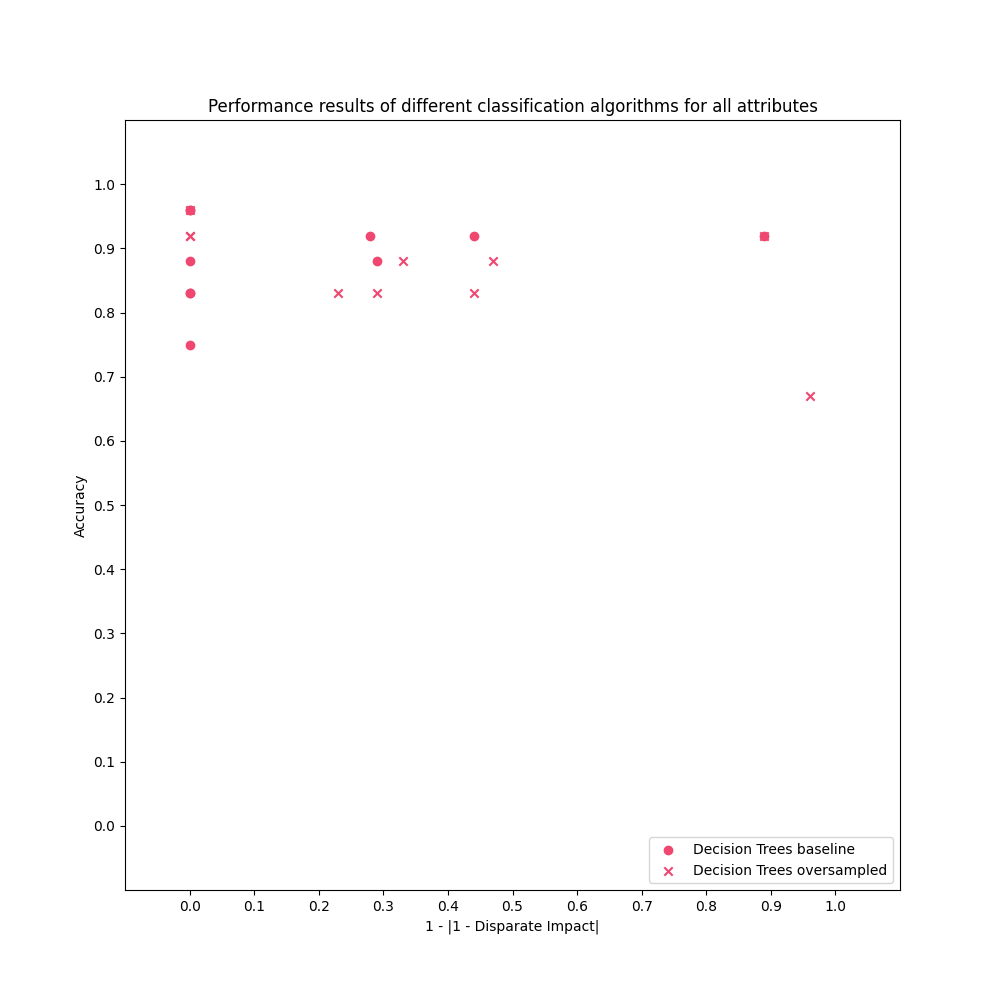 Performance results of different classification algorithms for all attributes
1.0
0.9
0.8
0.7
0.6
0.5
0.4
0.3
0.2
0.1
0.0
Accuracy
Decision Trees baseline
Decision Trees oversampled
0.0 0.1 0.2 0.3 0.4 0.5 0.6 0.7 0.8 0.9 1.0
1 - |1 - Disparate Impact|